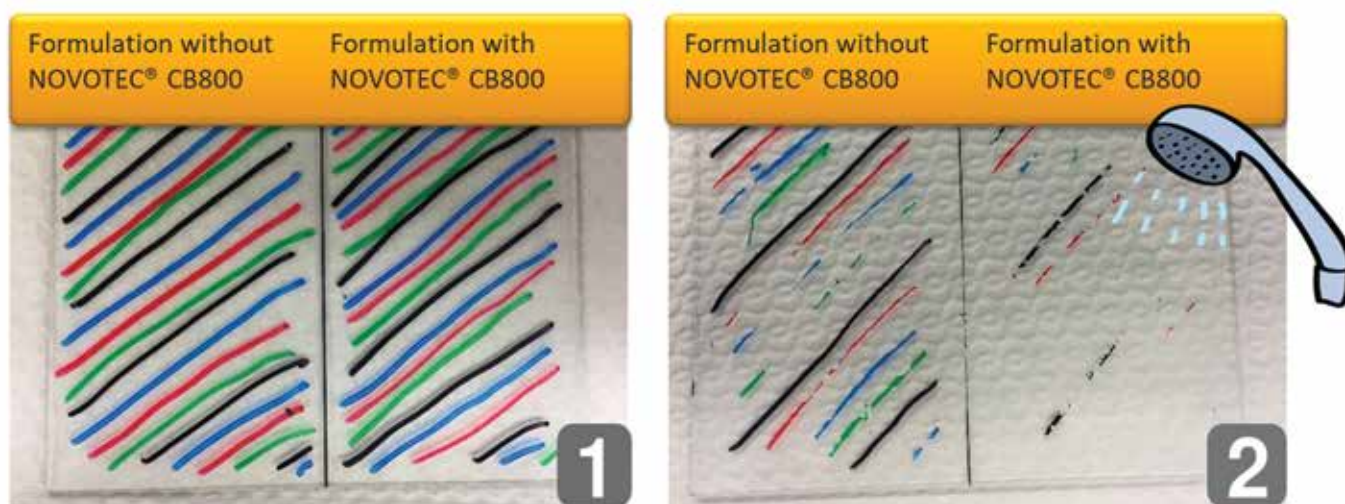 Formulation without
NOVOTEC® CB800
Formulation with
NOVOTEC® CB800
1
Formulation without
NOVOTEC® CB800
Formulation with
NOVOTEC® CB800
2